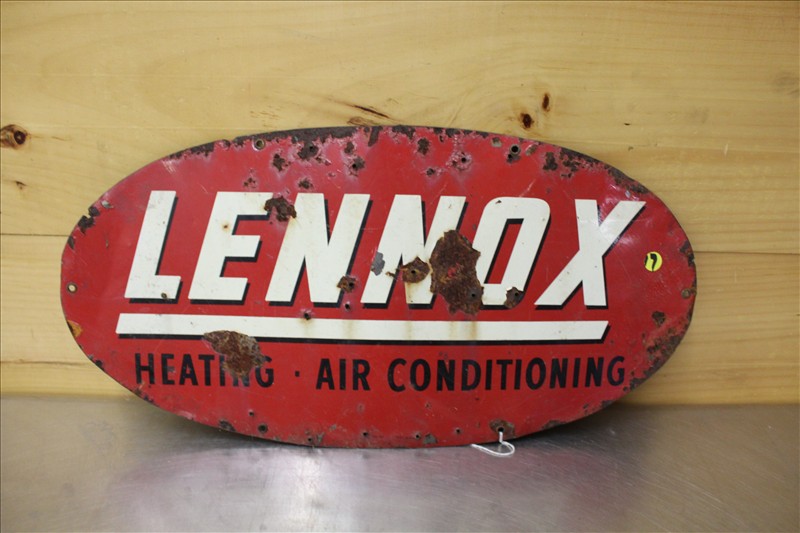 LENNOX
HEATING · AIR CONDITIONING